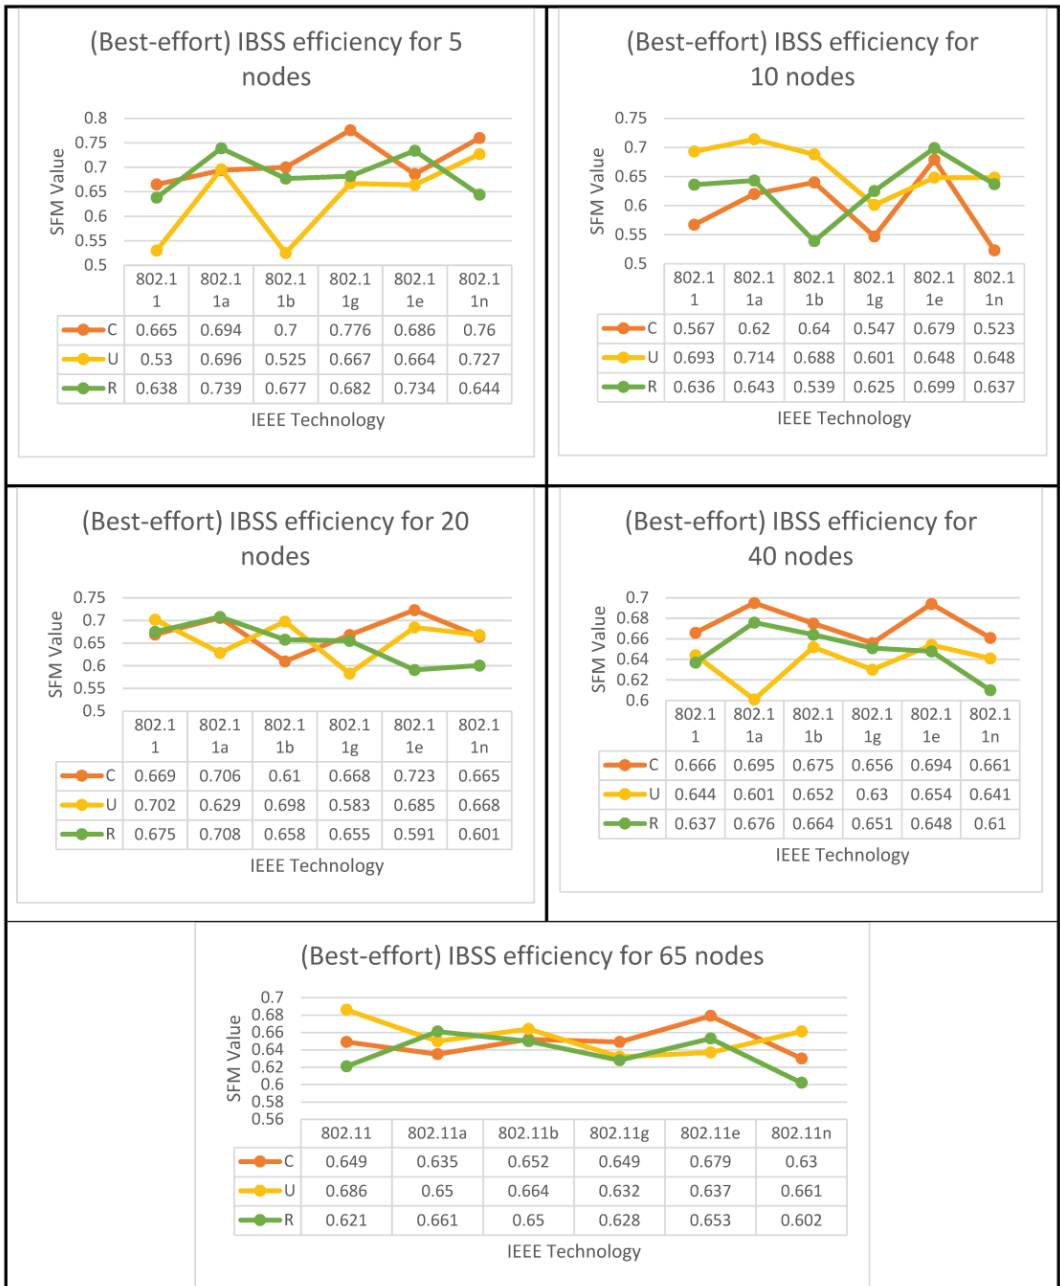 (Best-effort) IBSS efficiency for 5
nodes
0.8
0.75
0.7
0.65
0.6
0.55
0.5
SFM Value
802.1 802.1 802.1 802.1 802.1 802.1
1 1a 1b 1g 1e 1n
C 0.665 0.694 0.7 0.776 0.686 0.76
U 0.53 0.696 0.525 0.667 0.664 0.727
R 0.638 0.739 0.677 0.682 0.734 0.644
IEEE Technology
(Best-effort) IBSS efficiency for
10 nodes
0.75
0.7
0.65
0.6
0.55
0.5
SFM Value
802.1 802.1 802.1 802.1 802.1 802.1
1 1a 1b 1g 1e 1n
C 0.567 0.62 0.64 0.547 0.679 0.523
U 0.693 0.714 0.688 0.601 0.648 0.648
R 0.636 0.643 0.539 0.625 0.699 0.637
IEEE Technology
(Best-effort) IBSS efficiency for 20
nodes
0.75
0.7
0.65
0.6
0.55
0.5
SFM Value
802.1 802.1 802.1 802.1 802.1 802.1
1 1a 1b 1g 1e 1n
C 0.669 0.706 0.61 0.668 0.723 0.665
U 0.702 0.629 0.698 0.583 0.685 0.668
R 0.675 0.708 0.658 0.655 0.591 0.601
IEEE Technology
(Best-effort) IBSS efficiency for
40 nodes
0.7
0.68
0.66
0.64
0.62
0.6
SFM Value
802.1 802.1 802.1 802.1 802.1 802.1
1 1a 1b 1g 1e 1n
C 0.666 0.695 0.675 0.656 0.694 0.661
U 0.644 0.601 0.652 0.63 0.654 0.641
R 0.637 0.676 0.664 0.651 0.648 0.61
IEEE Technology
(Best-effort) IBSS efficiency for 65 nodes
0.7
0.68
0.66
0.64
0.62
0.6
0.58
0.56
SFM Value
802.11 802.11a 802.11b 802.11g 802.11e 802.11n
C 0.649 0.635 0.652 0.649 0.679 0.63
U 0.686 0.65 0.664 0.632 0.637 0.661
R 0.621 0.661 0.65 0.628 0.653 0.602
IEEE Technology